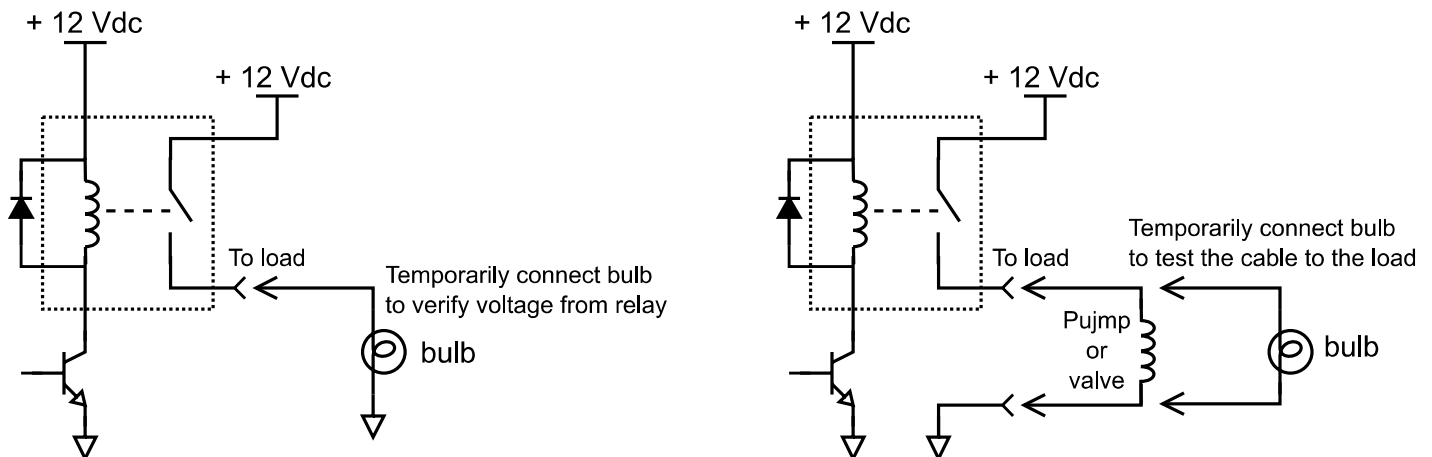 + 12 Vdc
+ 12 Vdc
To load
Temporarily connect bulb
to verify voltage from relay
bulb
+ 12 Vdc
+ 12 Vdc
Temporarily connect bulb
to test the cable to the load
To load
Pujmp
or
valve
bulb